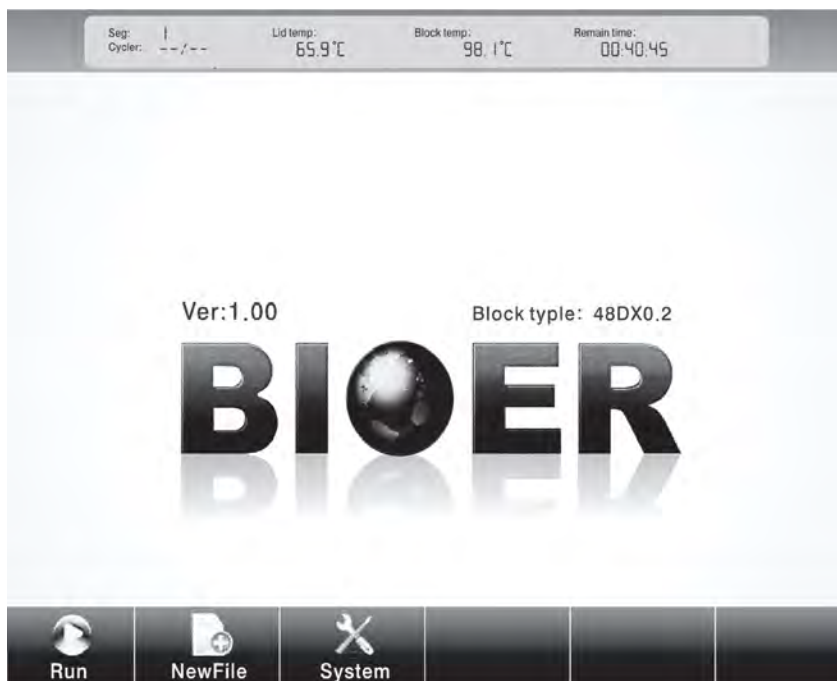 Seg: 1 Lid temp: Block temp: Remain time:
Cycler: --/-- 65.9℃ 98.1℃ 00:40:45
Ver:1.00 Block typle: 48DX0.2
BIOER
Run NewFile System